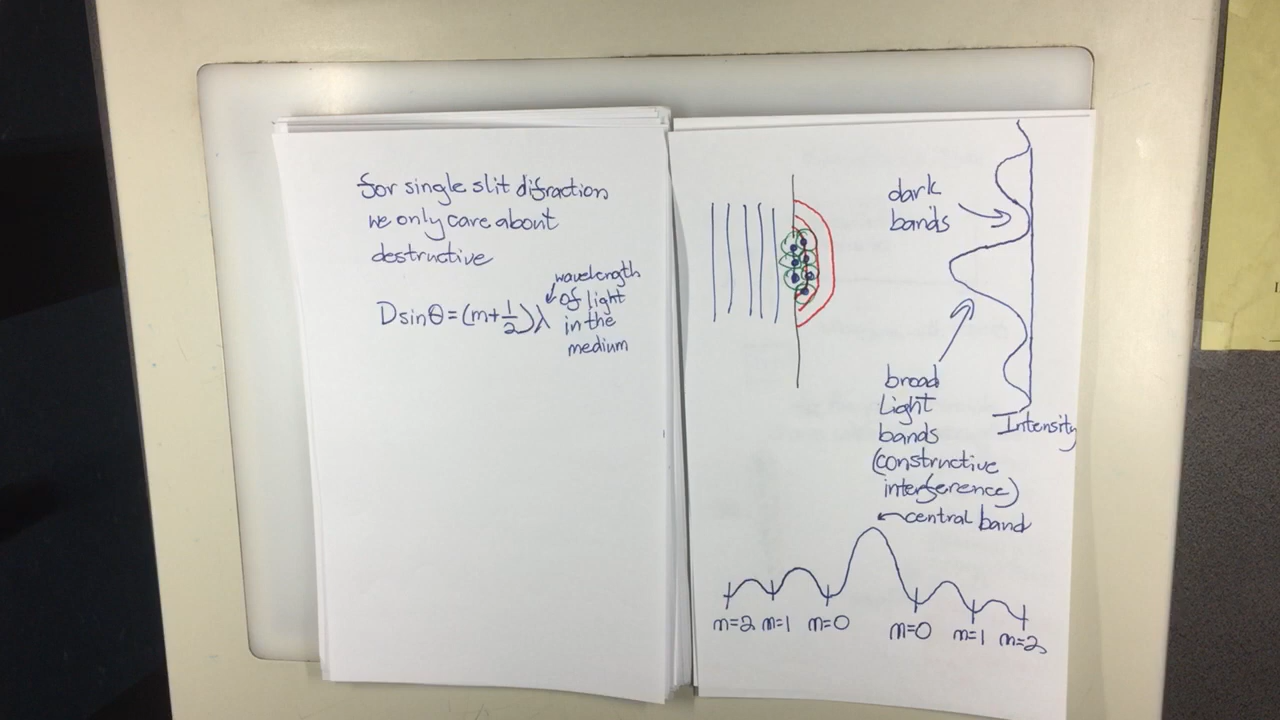 for single slit difraction
we only care about
destructive
Dsinθ=(m+1/2)λ
wavelength
of light
in the
medium
dark
bands
broad
Light
bands
(constructive
interference)
Intensity
central band
m=2 m=1 m=0 m=0 m=1 m=2